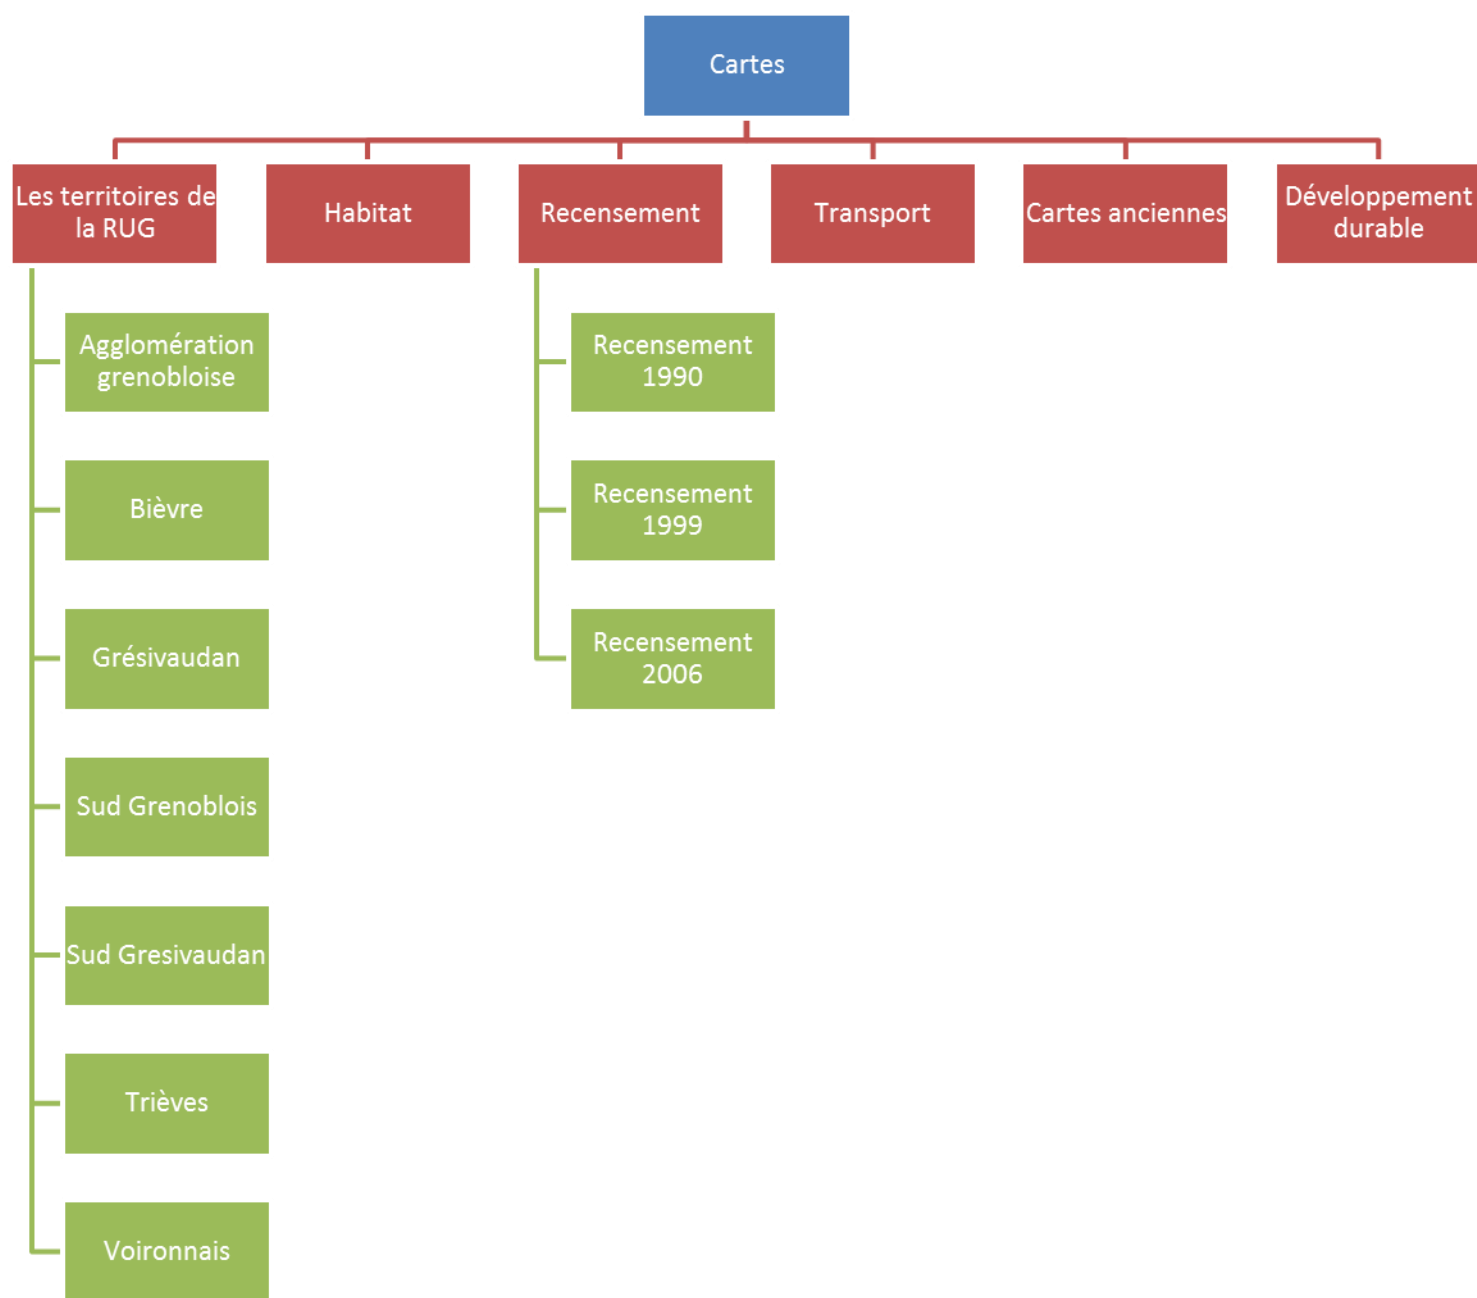 Cartes
Les territoires de
la RUG
Habitat
Recensement
Transport
Cartes anciennes
Développement
durable
Agglomération
grenobloise
Bièvre
Grésivaudan
Sud Grenoblois
Sud Gresivaudan
Trièves
Voironnais
Recensement
1990
Recensement
1999
Recensement
2006